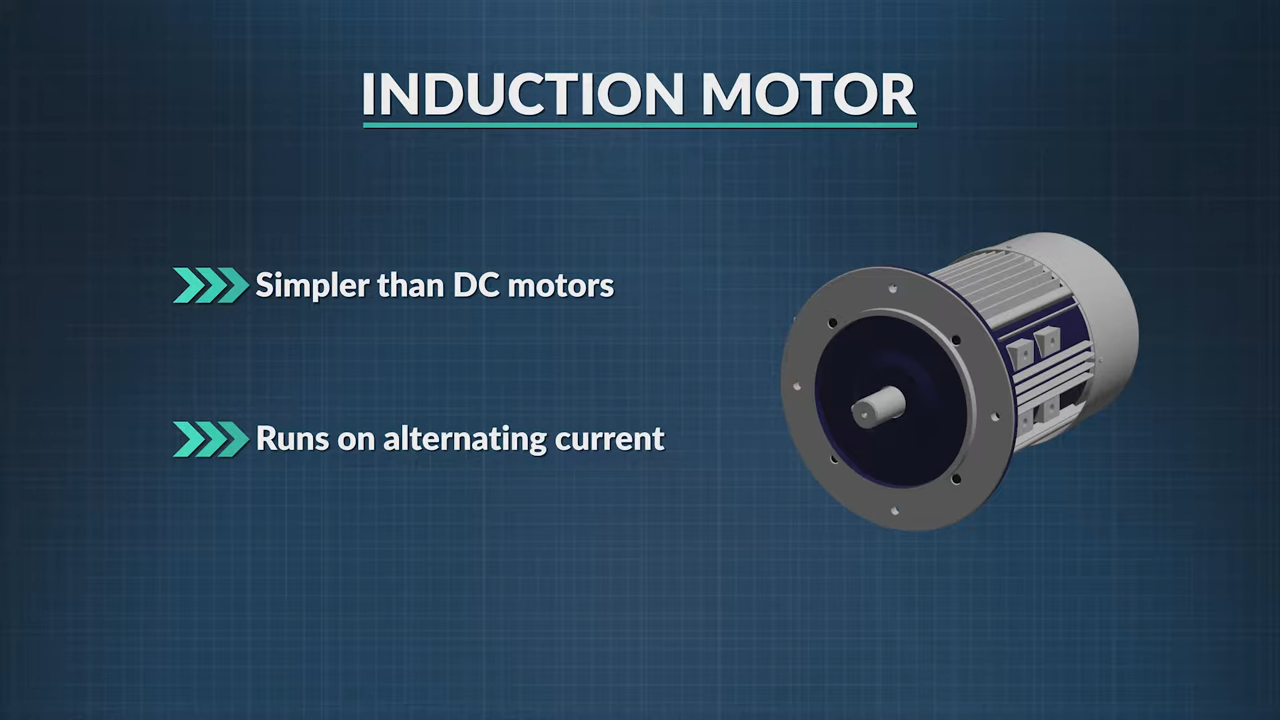 INDUCTION MOTOR
Simpler than DC motors
Runs on alternating current